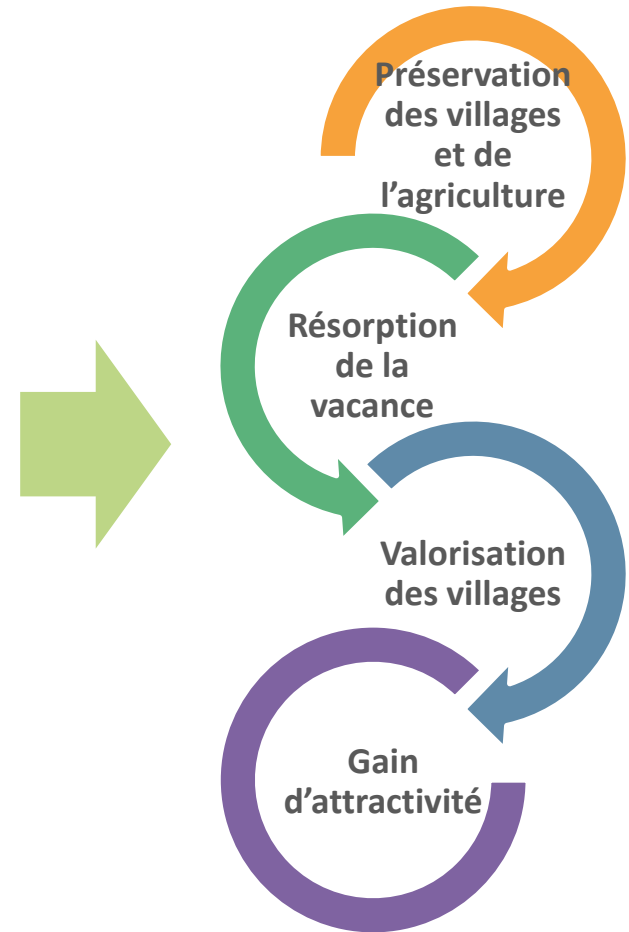 Préservation
des villages
et de
l’agriculture
Résorption
de la
vacance
Valorisation
des villages
Gain
d’attractivité